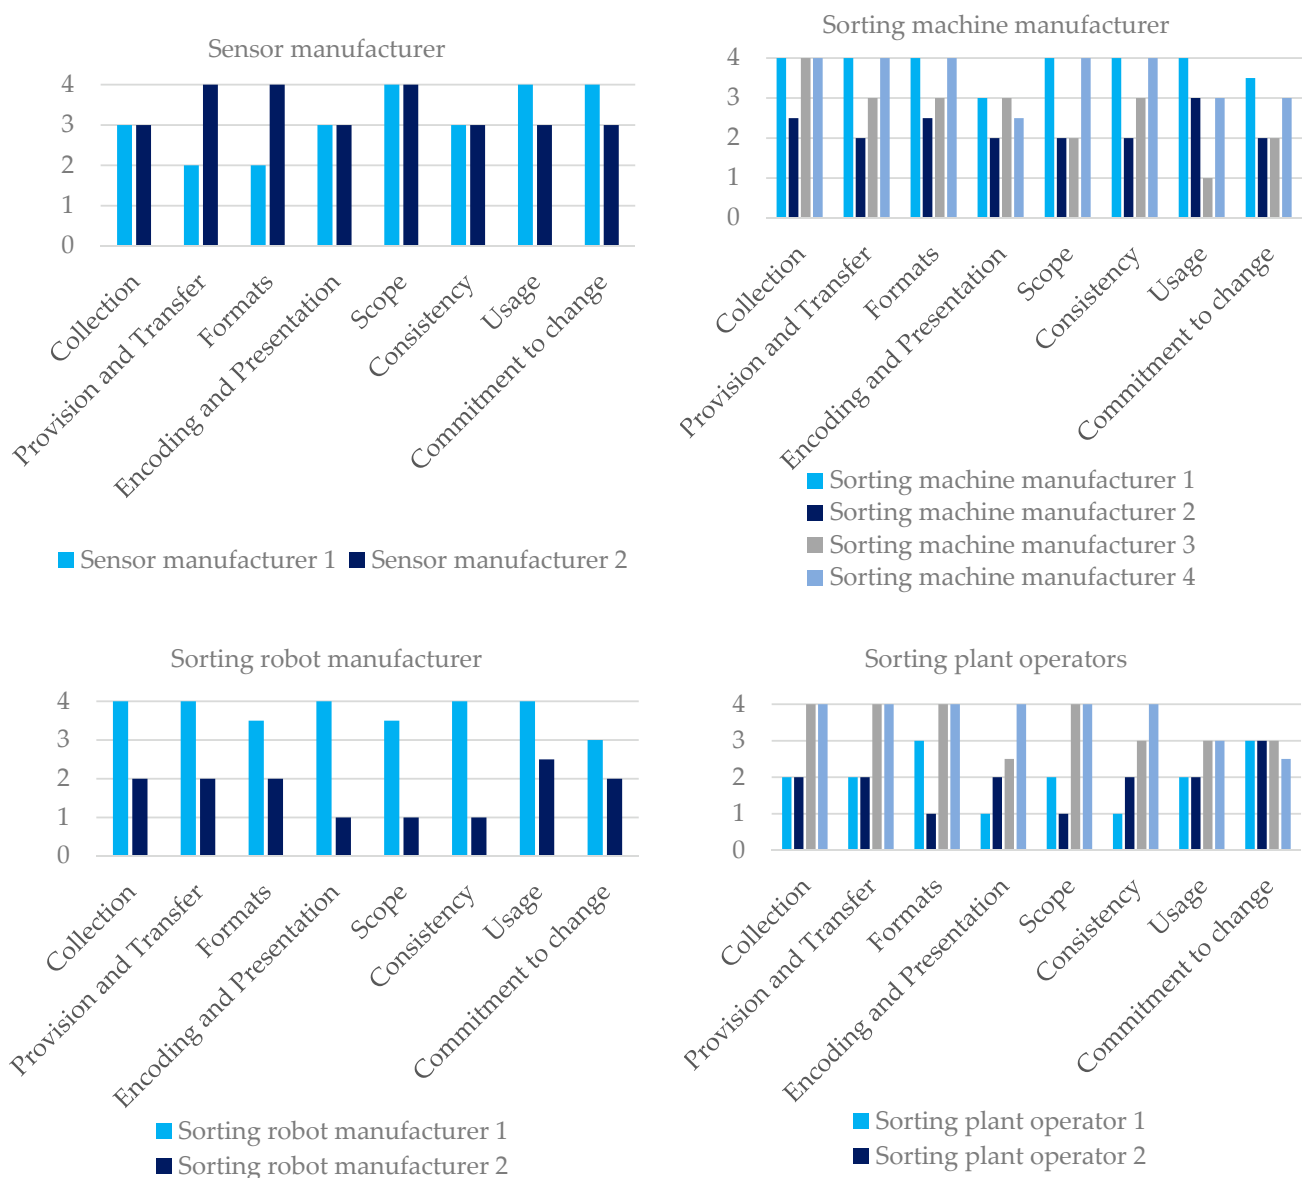 Sensor manufacturer
4
3
2
1
0
Collection
Provision and Transfer
Formats
Encoding and Presentation
Scope
Consistency
Usage
Commitment to change
Sensor manufacturer 1
Sensor manufacturer 2
Sorting machine manufacturer
4
3
2
1
0
Collection
Provision and Transfer
Formats
Encoding and Presentation
Scope
Consistency
Usage
Commitment to change
Sorting machine manufacturer 1
Sorting machine manufacturer 2
Sorting machine manufacturer 3
Sorting machine manufacturer 4
Sorting robot manufacturer
4
3
2
1
0
Collection
Provision and Transfer
Formats
Encoding and Presentation
Scope
Consistency
Usage
Commitment to change
Sorting robot manufacturer 1
Sorting robot manufacturer 2
Sorting plant operators
4
3
2
1
0
Collection
Provision and Transfer
Formats
Encoding and Presentation
Scope
Consistency
Usage
Commitment to change
Sorting plant operator 1
Sorting plant operator 2